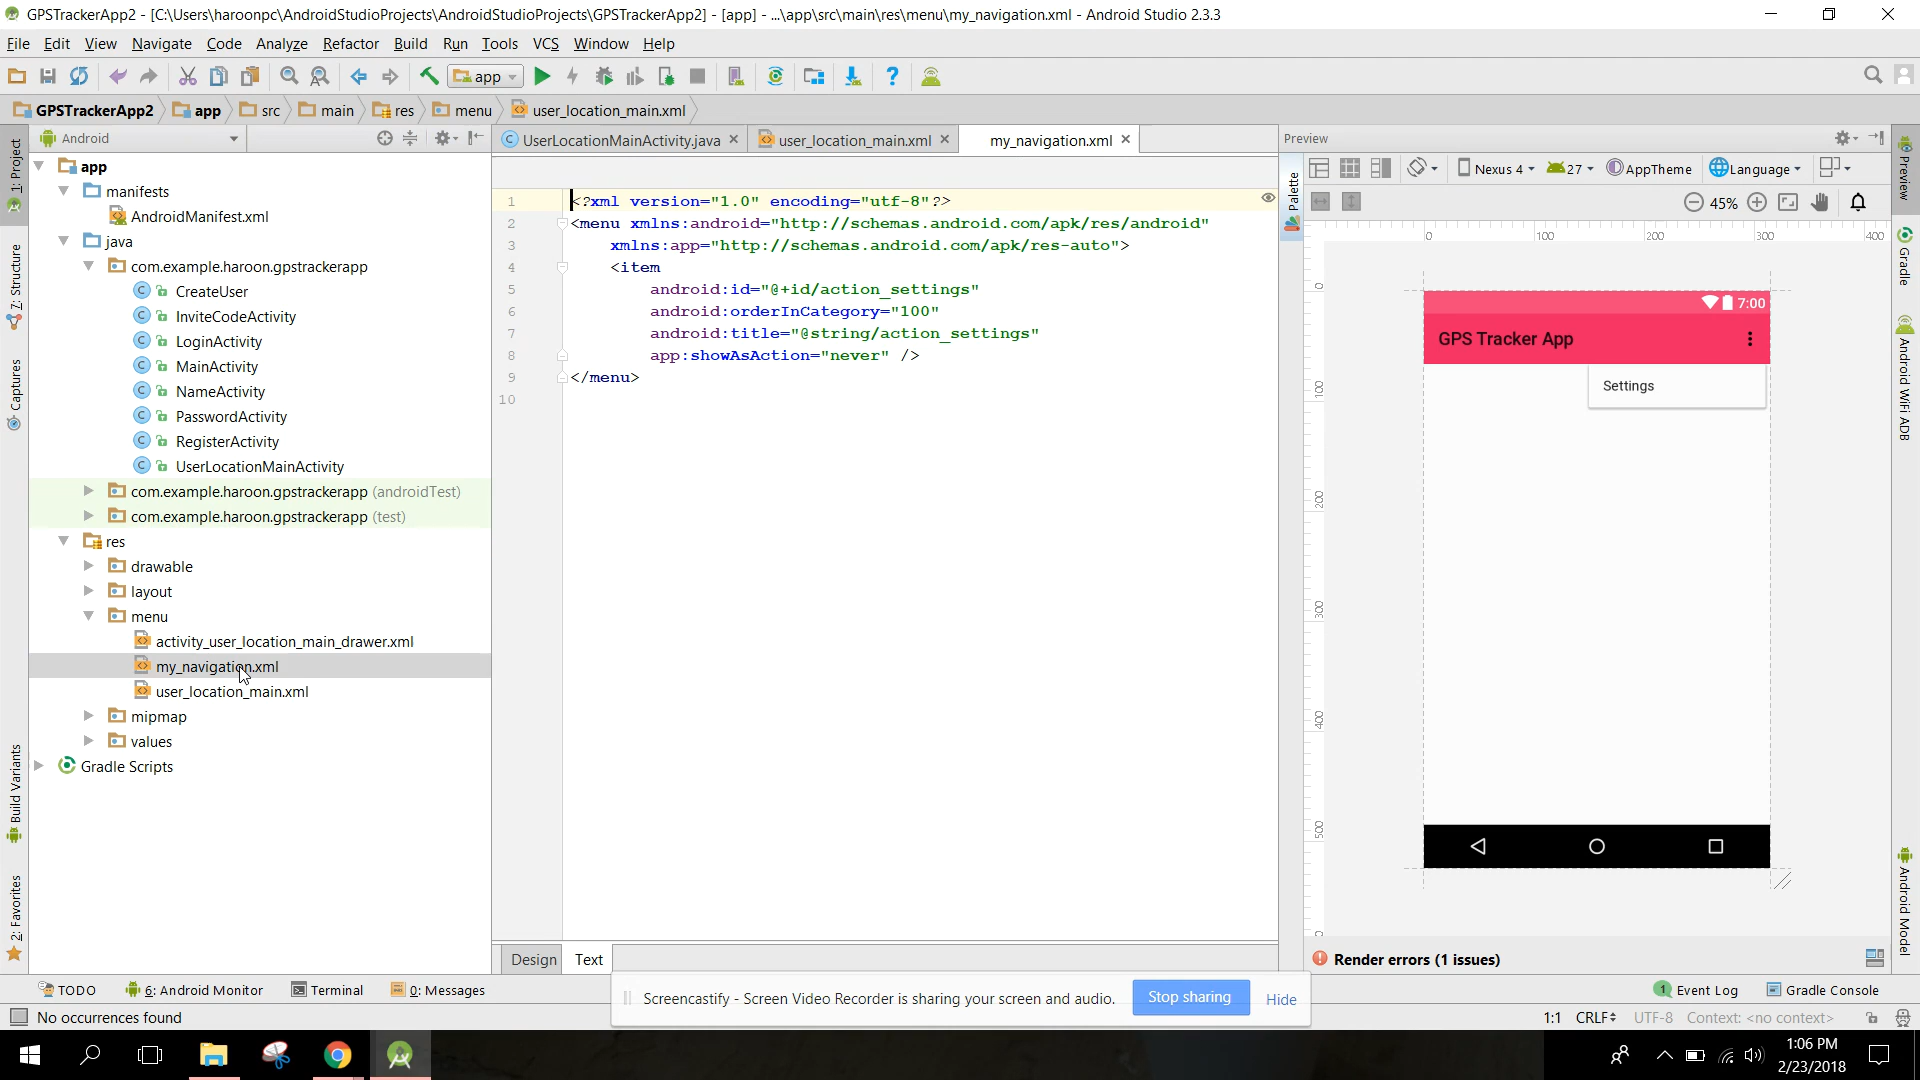 GPSTrackerApp2 - [C:\Users\haroonpc\AndroidStudioProjects\AndroidStudioProjects\GPSTrackerApp2] - [app] - ...\app\src\main\res\menu\my_navigation.xml - Android Studio 2.3.3
File Edit View Navigate Code Analyze Refactor Build Run Tools VCS Window Help
app
GPSTrackerApp2 app src main res menu user_location_main.xml
Android
UserLocationMainActivity.java user_location_main.xml my_navigation.xml
Preview
1: Project
7: Structure
Captures
Build Variants
2: Favorites
app
manifests
AndroidManifest.xml
java
com.example.haroon.gpstrackerapp
CreateUser
InviteCodeActivity
LoginActivity
MainActivity
NameActivity
PasswordActivity
RegisterActivity
UserLocationMainActivity
com.example.haroon.gpstrackerapp (androidTest)
com.example.haroon.gpstrackerapp (test)
res
drawable
layout
menu
activity_user_location_main_drawer.xml
my_navigation.xml
user_location_main.xml
mipmap
values
Gradle Scripts
1 <?xml version="1.0" encoding="utf-8"?>
2 <menu xmlns:android="http://schemas.android.com/apk/res/android"
3 xmlns:app="http://schemas.android.com/apk/res-auto">
4 <item
5 android:id="@+id/action_settings"
6 android:orderInCategory="100"
7 android:title="@string/action_settings"
8 app:showAsAction="never" />
9 </menu>
10
Design Text
Palette
Nexus 4 27 AppTheme Language
45%
0 100 200 300 400
0
100
200
300
400
500
7:00
GPS Tracker App
Settings
Render errors (1 issues)
Preview
Gradle
Android WiFi ADB
Android Model
TODO 6: Android Monitor Terminal 0: Messages
Screencastify - Screen Video Recorder is sharing your screen and audio. Stop sharing Hide
1 Event Log Gradle Console
No occurrences found
1:1 CRLF UTF-8 Context: <no context>
1:06 PM
2/23/2018